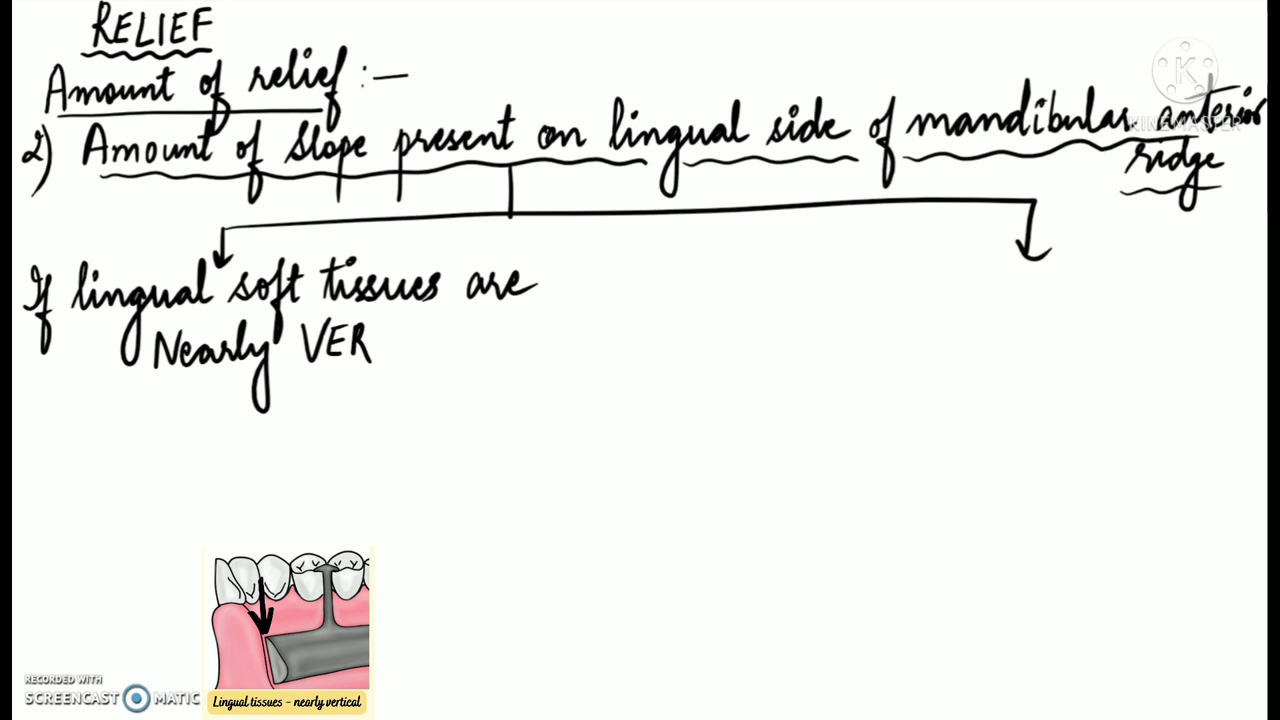 RELIEF
Amount of relief :-
2) Amount of slope present on lingual side of mandibular anterior
ridge
If lingual soft tissues are
Nearly VER
Lingual tissues - nearly vertical
K
KINEMASTER
RECORDED WITH
SCREENCAST MATIC